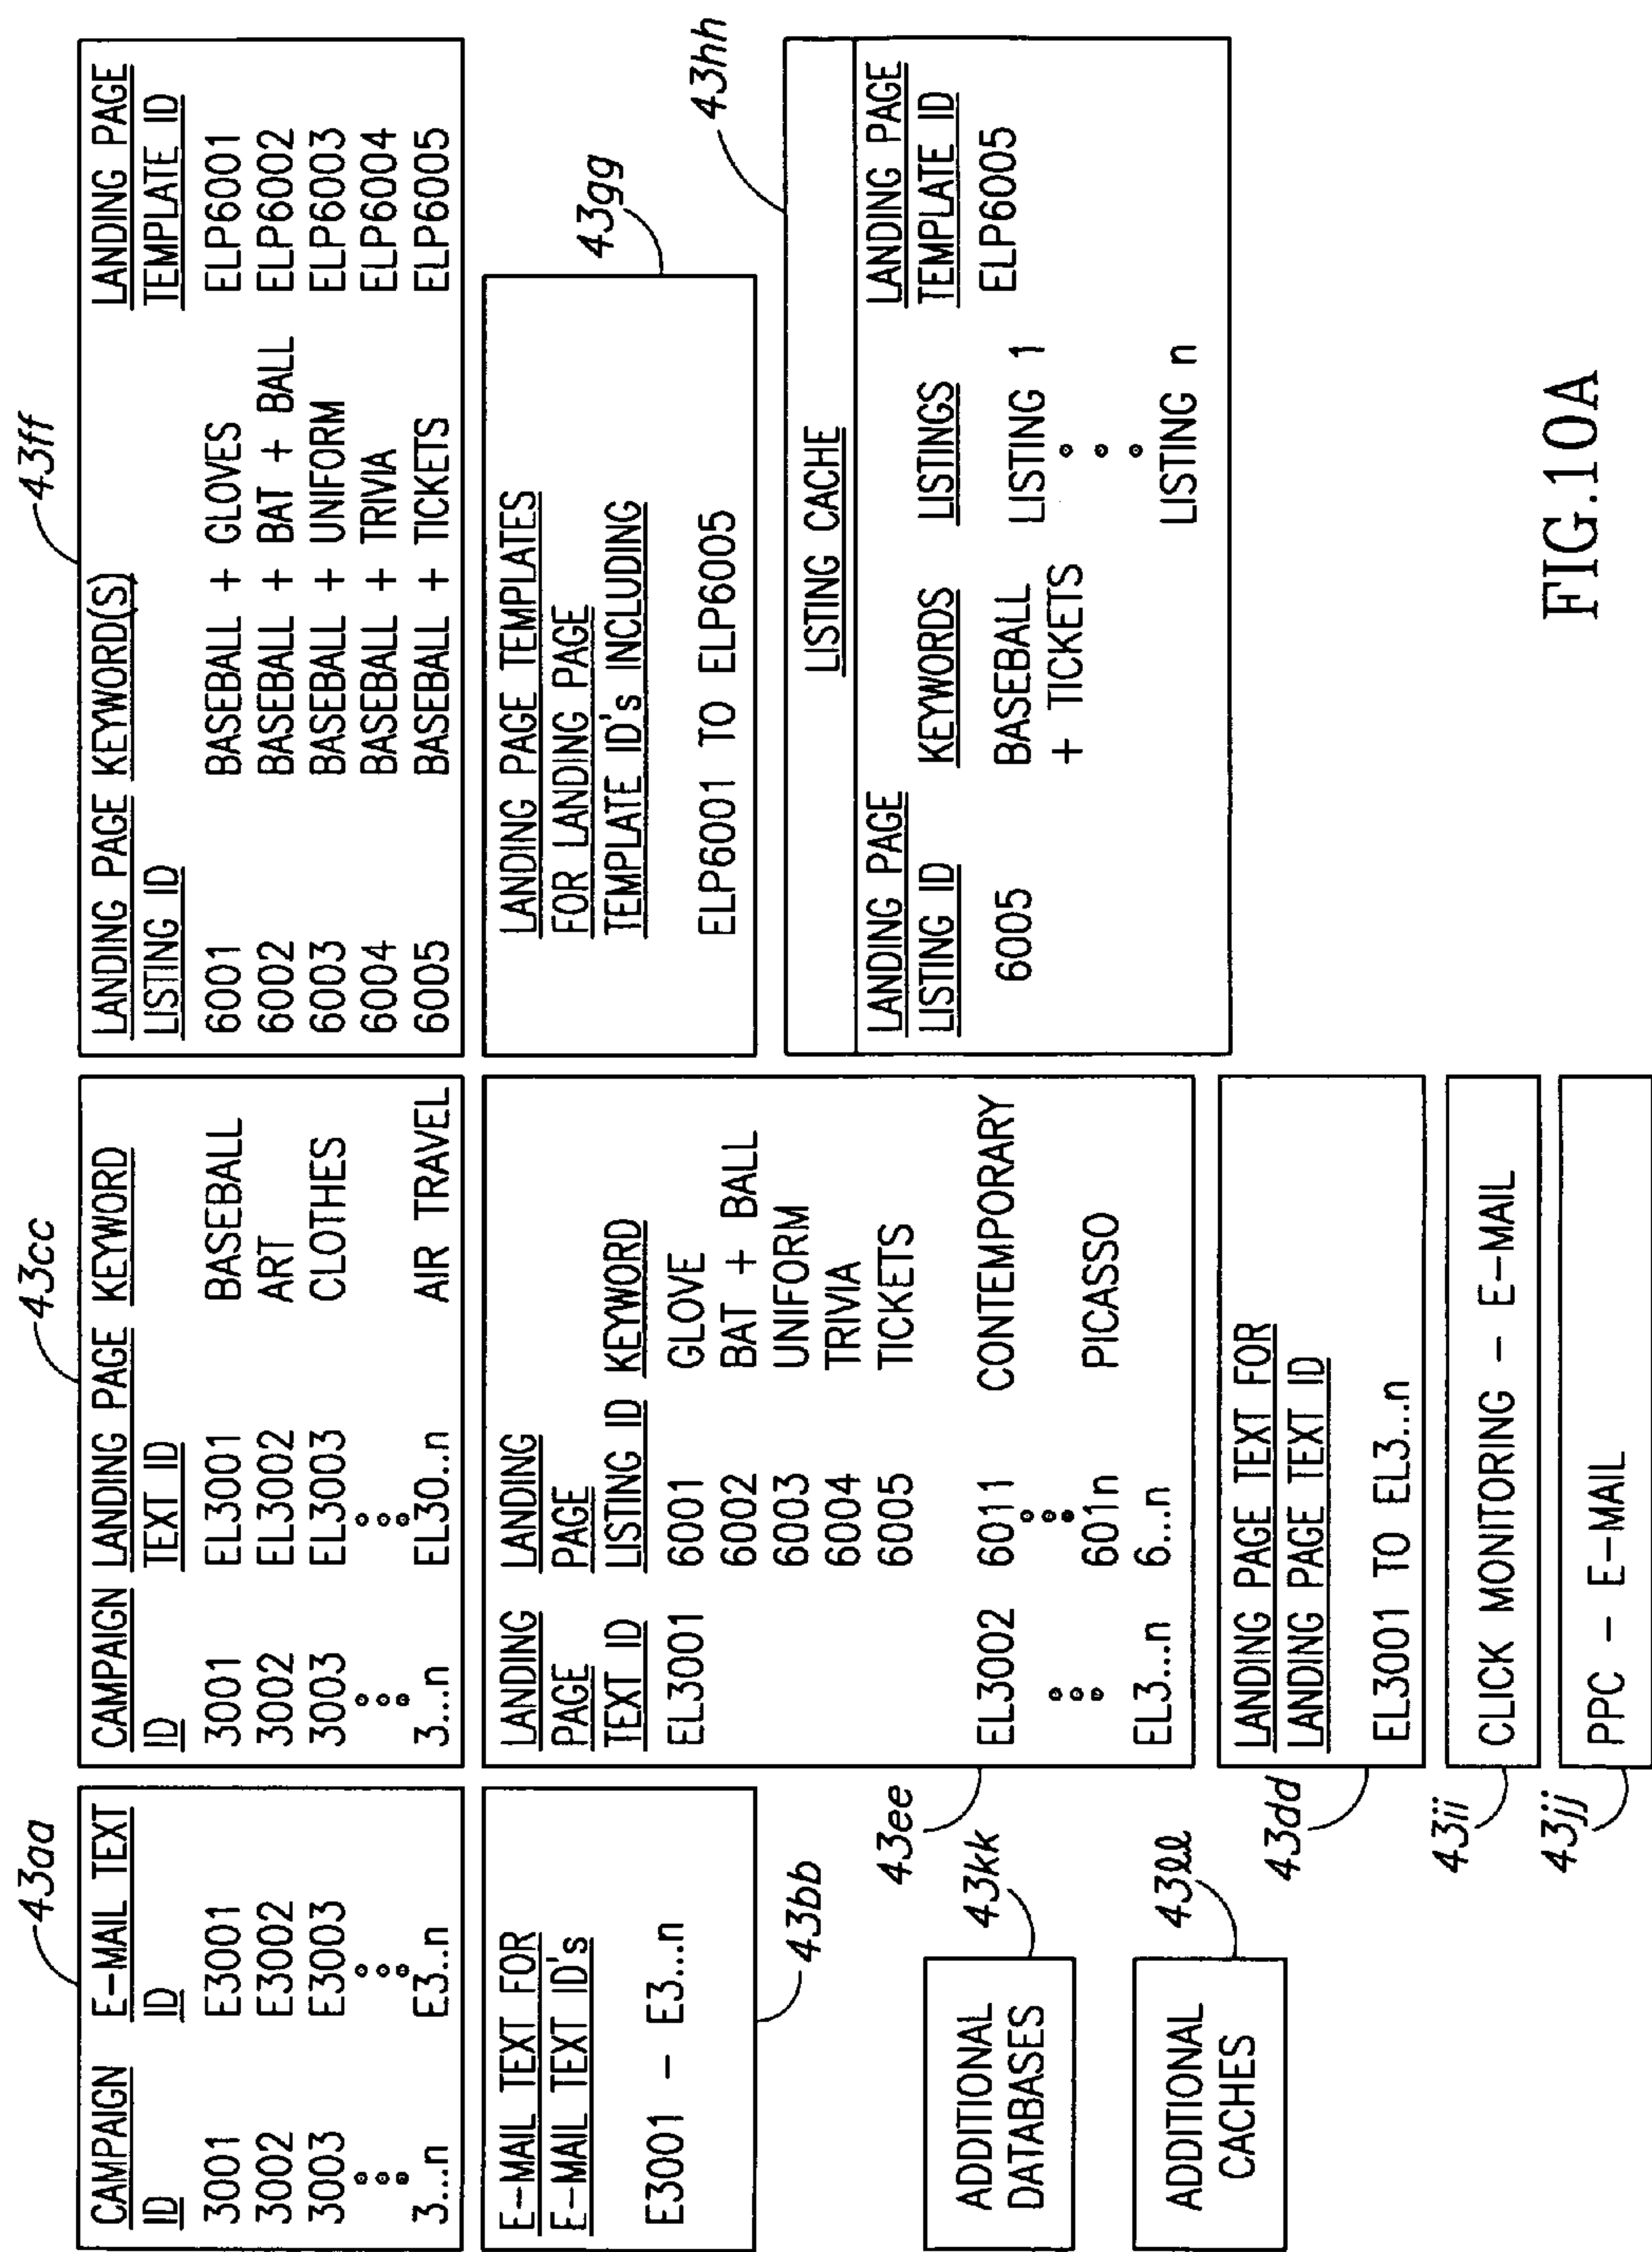 43aa
CAMPAIGN E-MAIL TEXT
ID ID
3001 E3001
3002 E3002
3003 E3003
3...n E3..n
E-MAIL TEXT FOR
E-MAIL TEXT ID's
E3001 - E3...n
43bb
43cc
CAMPAIGN LANDING PAGE KEYWORD
ID TEXT ID
3001 EL3001 BASEBALL
3002 EL3002 ART
3003 EL3003 CLOTHES
3...n EL30..n AIR TRAVEL
LANDING LANDING
PAGE PAGE
TEXT ID LISTING ID KEYWORD
EL3001 6001 GLOVE
6002 BAT + BALL
6003 UNIFORM
6004 TRIVIA
6005 TICKETS
EL3002 6011 CONTEMPORARY
601n PICASSO
EL3...n 6...n
43ee
LANDING PAGE TEXT FOR
LANDING PAGE TEXT ID
EL3001 TO EL3...n
43dd
CLICK MONITORING - E-MAIL
43ii
PPC - E-MAIL
43jj
ADDITIONAL
DATABASES
43kk
ADDITIONAL
CACHES
43ll
43ff
LANDING PAGE KEYWORD(S) LANDING PAGE
LISTING ID TEMPLATE ID
6001 BASEBALL + GLOVES ELP6001
6002 BASEBALL + BAT + BALL ELP6002
6003 BASEBALL + UNIFORM ELP6003
6004 BASEBALL + TRIVIA ELP6004
6005 BASEBALL + TICKETS ELP6005
LANDING PAGE TEMPLATES
FOR LANDING PAGE
TEMPLATE ID's INCLUDING
ELP6001 TO ELP6005
43gg
43hh
LISTING CACHE
LANDING PAGE LANDING PAGE
LISTING ID KEYWORDS LISTINGS TEMPLATE ID
6005 BASEBALL LISTING 1 ELP6005
+ TICKETS
LISTING n
FIG.10A